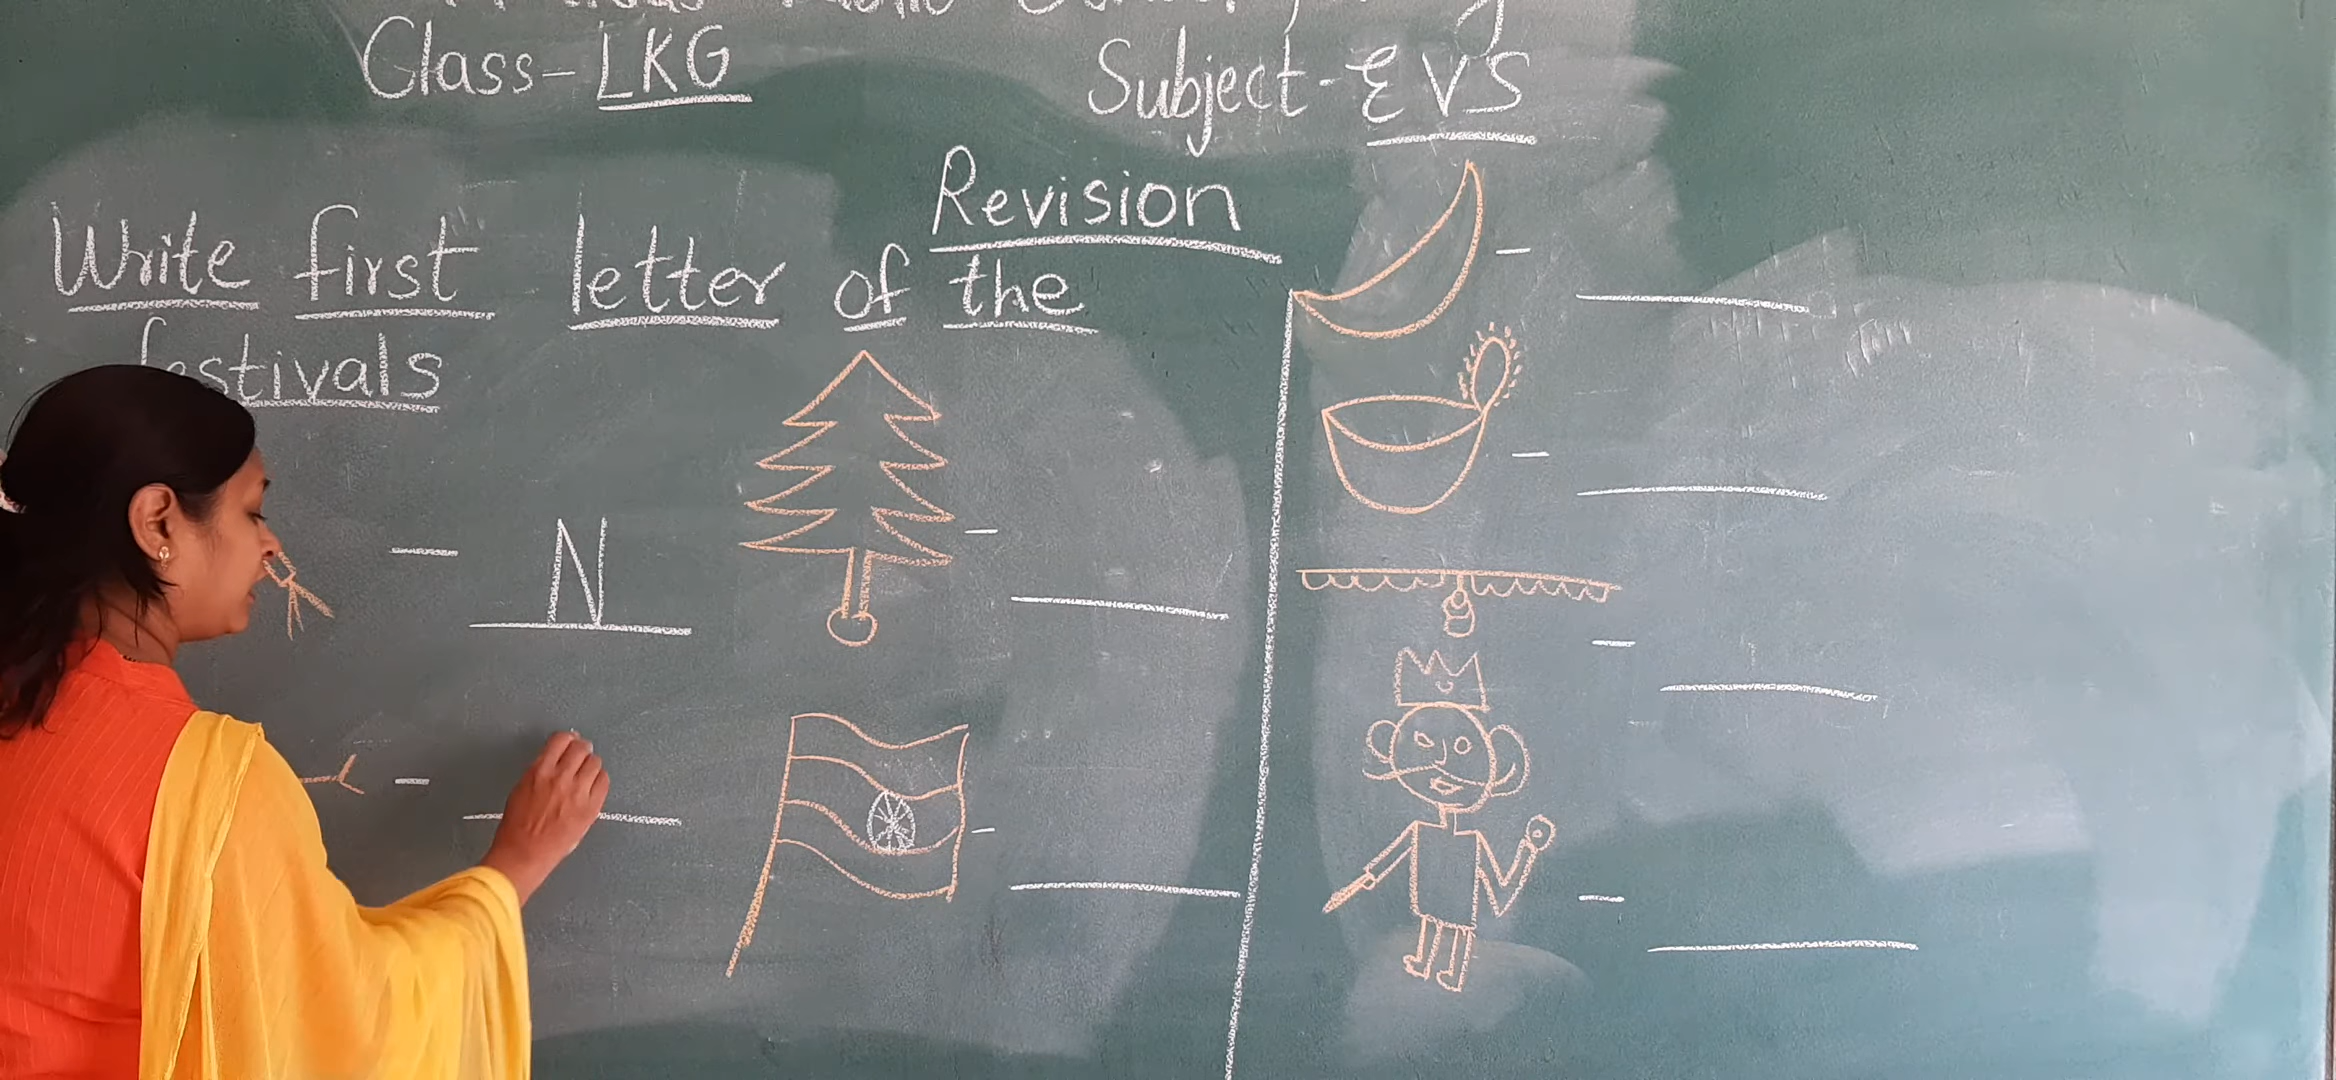 Class-LKG
Subject-EVS
Revision
Write first letter of the
festivals
N